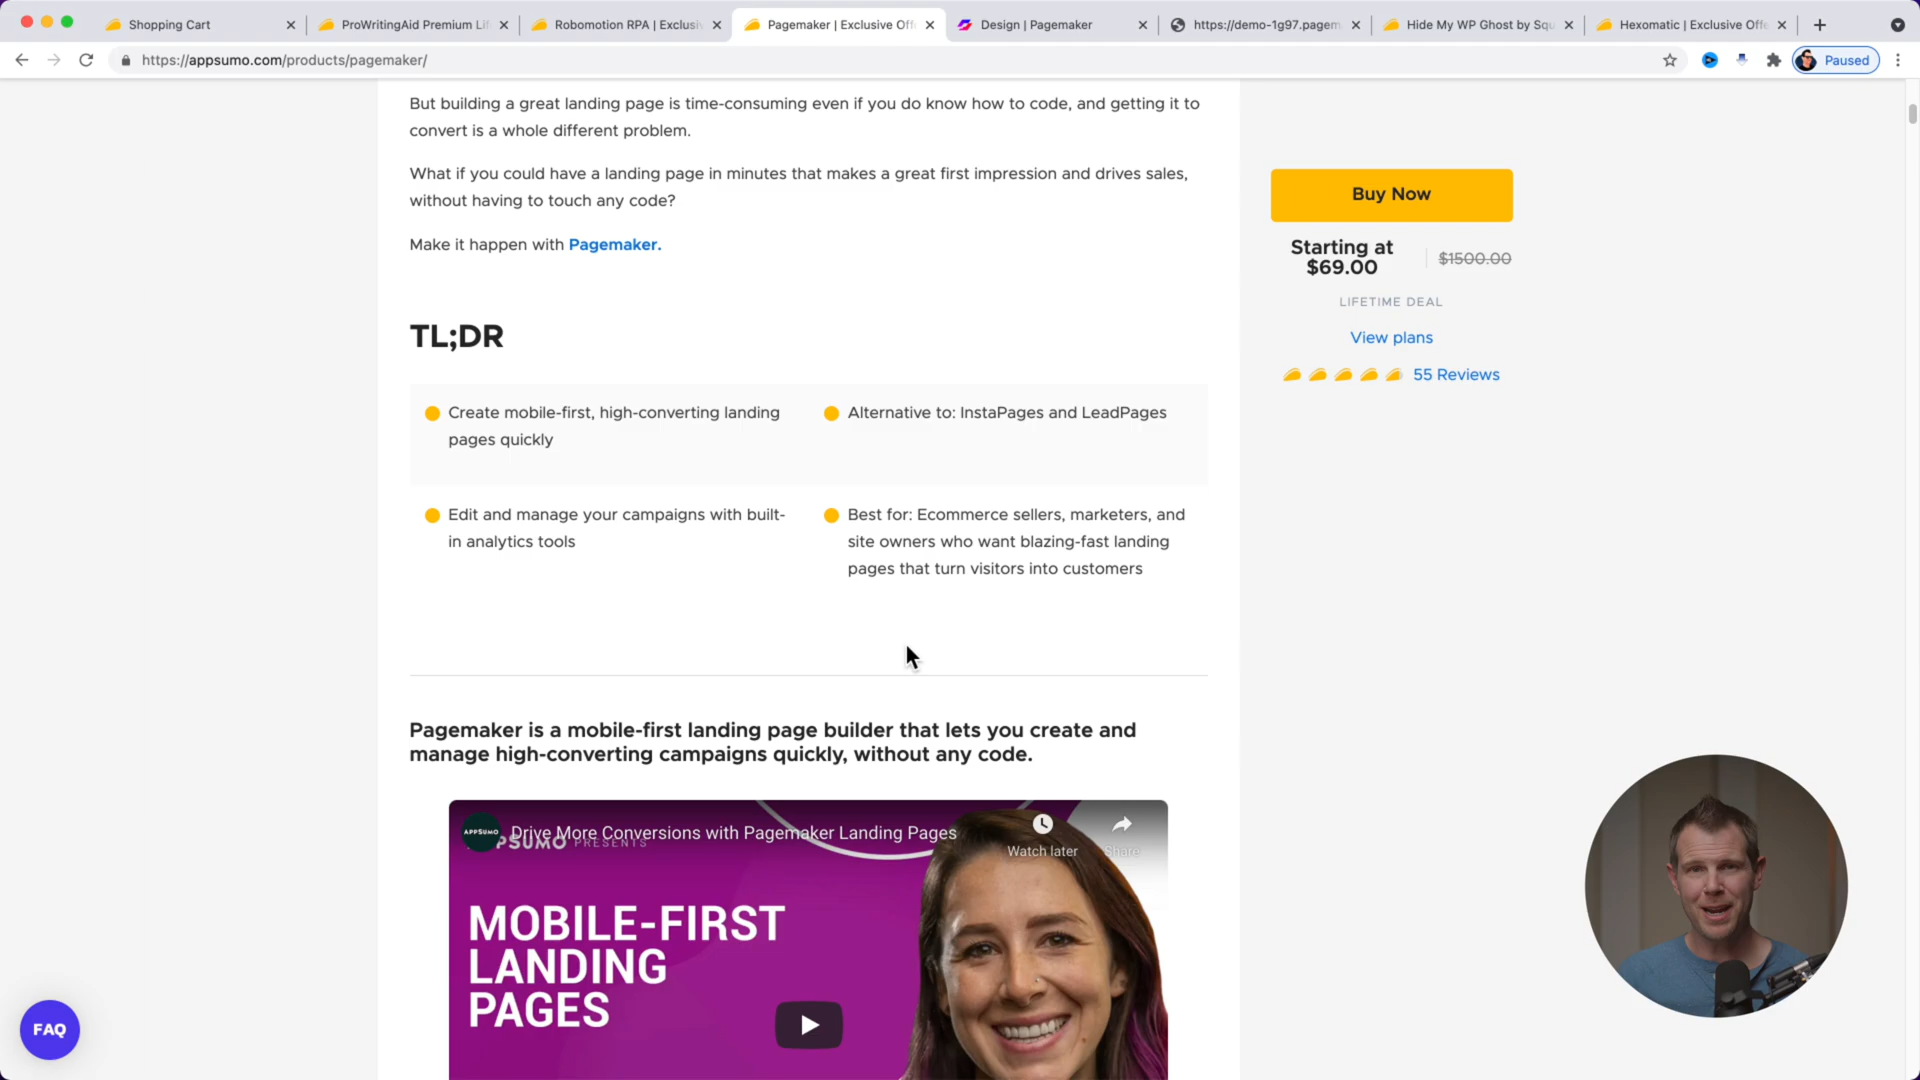 Shopping Cart
ProWritingAid Premium Li
Robomotion RPA | Exclusiv
Pagemaker | Exclusive Off
Design | Pagemaker
https://demo-1g97.pagem
Hide My WP Ghost by Squ
Hexomatic | Exclusive Offe
https://appsumo.com/products/pagemaker/
Paused
But building a great landing page is time-consuming even if you do know how to code, and getting it to
convert is a whole different problem.
What if you could have a landing page in minutes that makes a great first impression and drives sales,
without having to touch any code?
Make it happen with Pagemaker.
Buy Now
Starting at
$69.00
$1500.00
LIFETIME DEAL
View plans
55 Reviews
TL;DR
Create mobile-first, high-converting landing
pages quickly
Alternative to: InstaPages and LeadPages
Edit and manage your campaigns with built-
in analytics tools
Best for: Ecommerce sellers, marketers, and
site owners who want blazing-fast landing
pages that turn visitors into customers
Pagemaker is a mobile-first landing page builder that lets you create and
manage high-converting campaigns quickly, without any code.
APPSUMO
Drive More Conversions with Pagemaker Landing Pages
PSUMO PRESENTS
Watch later
Share
MOBILE-FIRST
LANDING
PAGES
FAQ